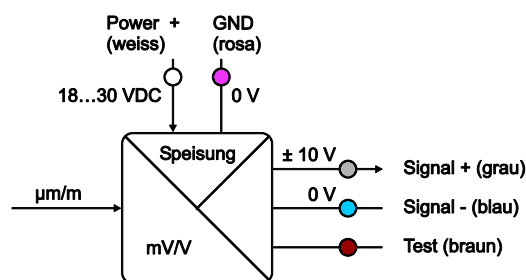 Power + GND
(weiss) (rosa)
18...30 VDC 0 V
Speisung
± 10 V Signal + (grau)
µm/m 0 V Signal - (blau)
mV/V Test (braun)